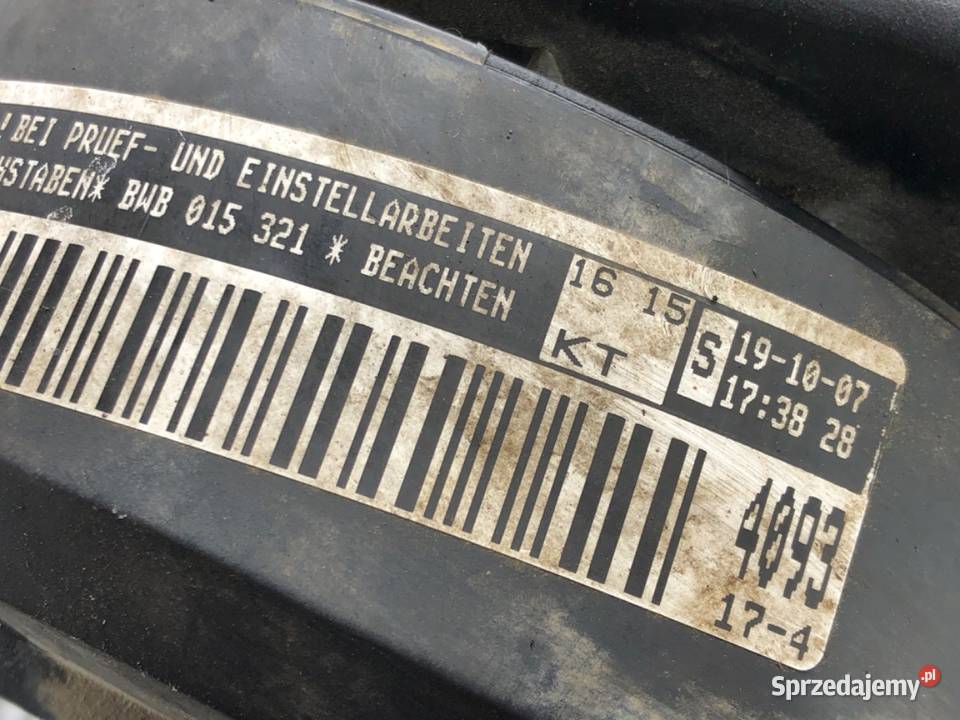 ! BEI PRUEF- UND EINSTELLARBEITEN
HSTABEN* BWB 015 321 * BEACHTEN
16 15
KT
S
19-10-07
17:38 28
4093
17-4
Sprzedajemy.pl